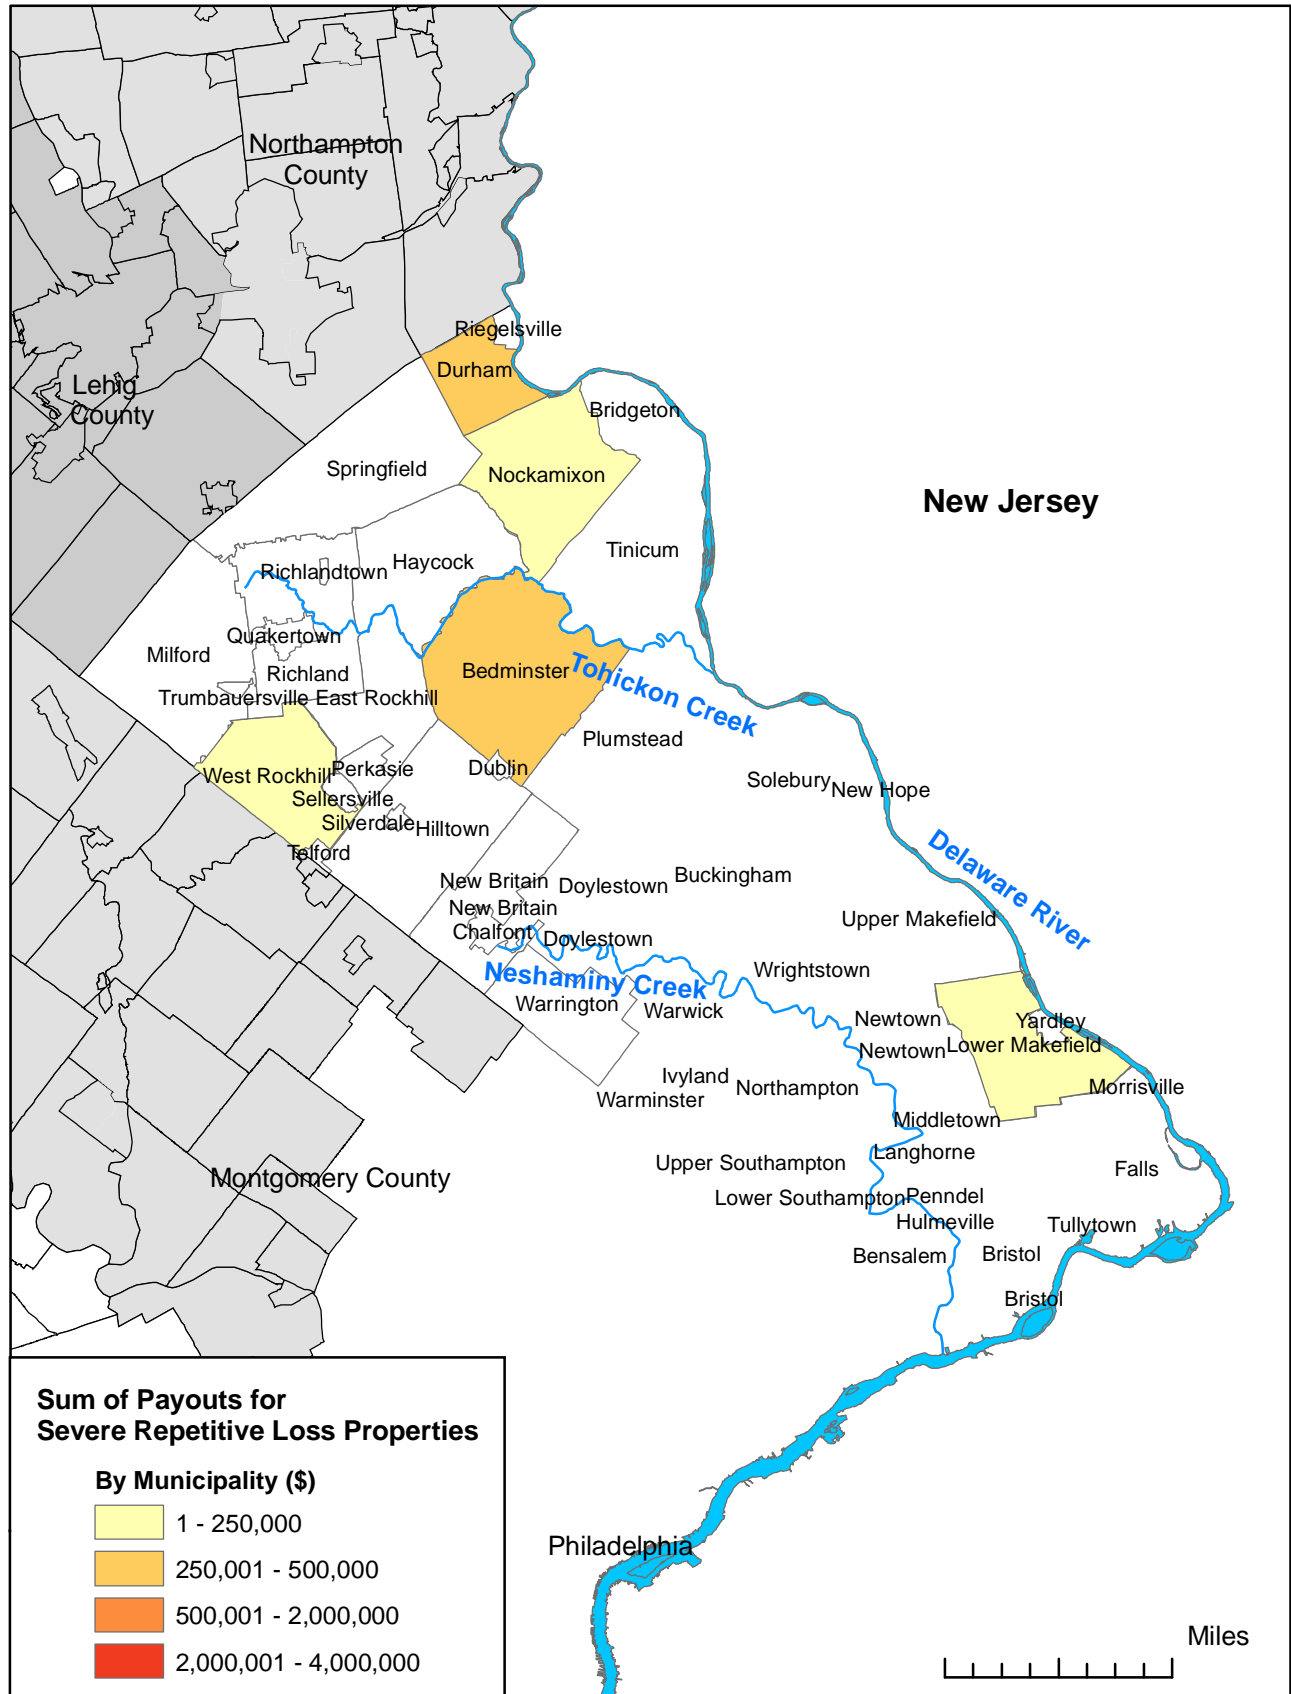 Northampton
County
Riegelsville
Durham
Lehig
County
Bridgeton
Springfield
Nockamixon
New Jersey
Tinicum
Haycock
Richlandtown
Quakertown
Milford
Richland
Bedminster
Tohickon Creek
Trumbauersville East Rockhill
Plumstead
Dublin
Perkasie
West Rockhill
Solebury
New Hope
Sellersville
Silverdale
Hilltown
Telford
Delaware River
New Britain
Doylestown
Buckingham
New Britain
Upper Makefield
Chalfont
Doylestown
Wrightstown
Neshaminy Creek
Warrington
Warwick
Newtown
Yardley
Newtown
Lower Makefield
Ivyland
Northampton
Morrisville
Warminster
Middletown
Langhorne
Upper Southampton
Falls
Montgomery County
Lower Southampton
Penndel
Hulmeville
Tullytown
Bensalem
Bristol
Bristol
Sum of Payouts for
Severe Repetitive Loss Properties
By Municipality ($)
1 - 250,000
250,001 - 500,000
500,001 - 2,000,000
2,000,001 - 4,000,000
Philadelphia
Miles